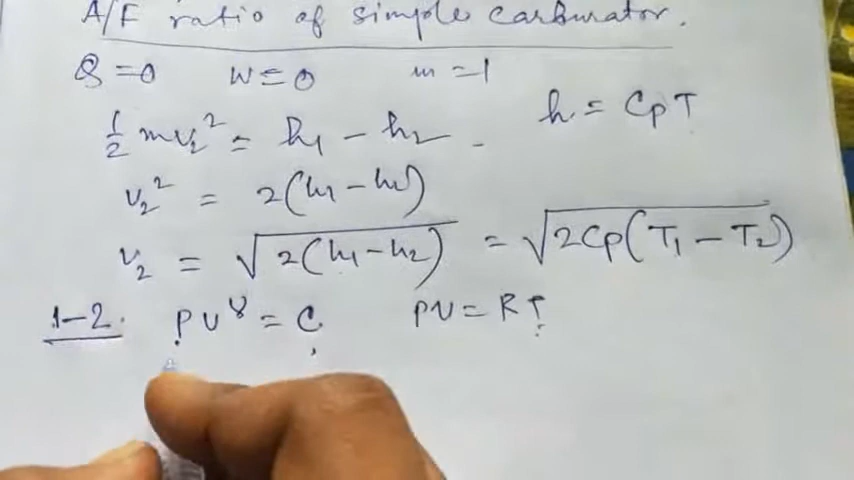 A/F ratio of simple carburator.
Q = 0 W = 0 m = 1
1/2 m v₂² = h₁ - h₂ - h = CpT
v₂² = 2(h₁ - h₂)
v₂ = √2(h₁ - h₂) = √2Cp(T₁ - T₂)
1-2. PV^γ = C PV = RT